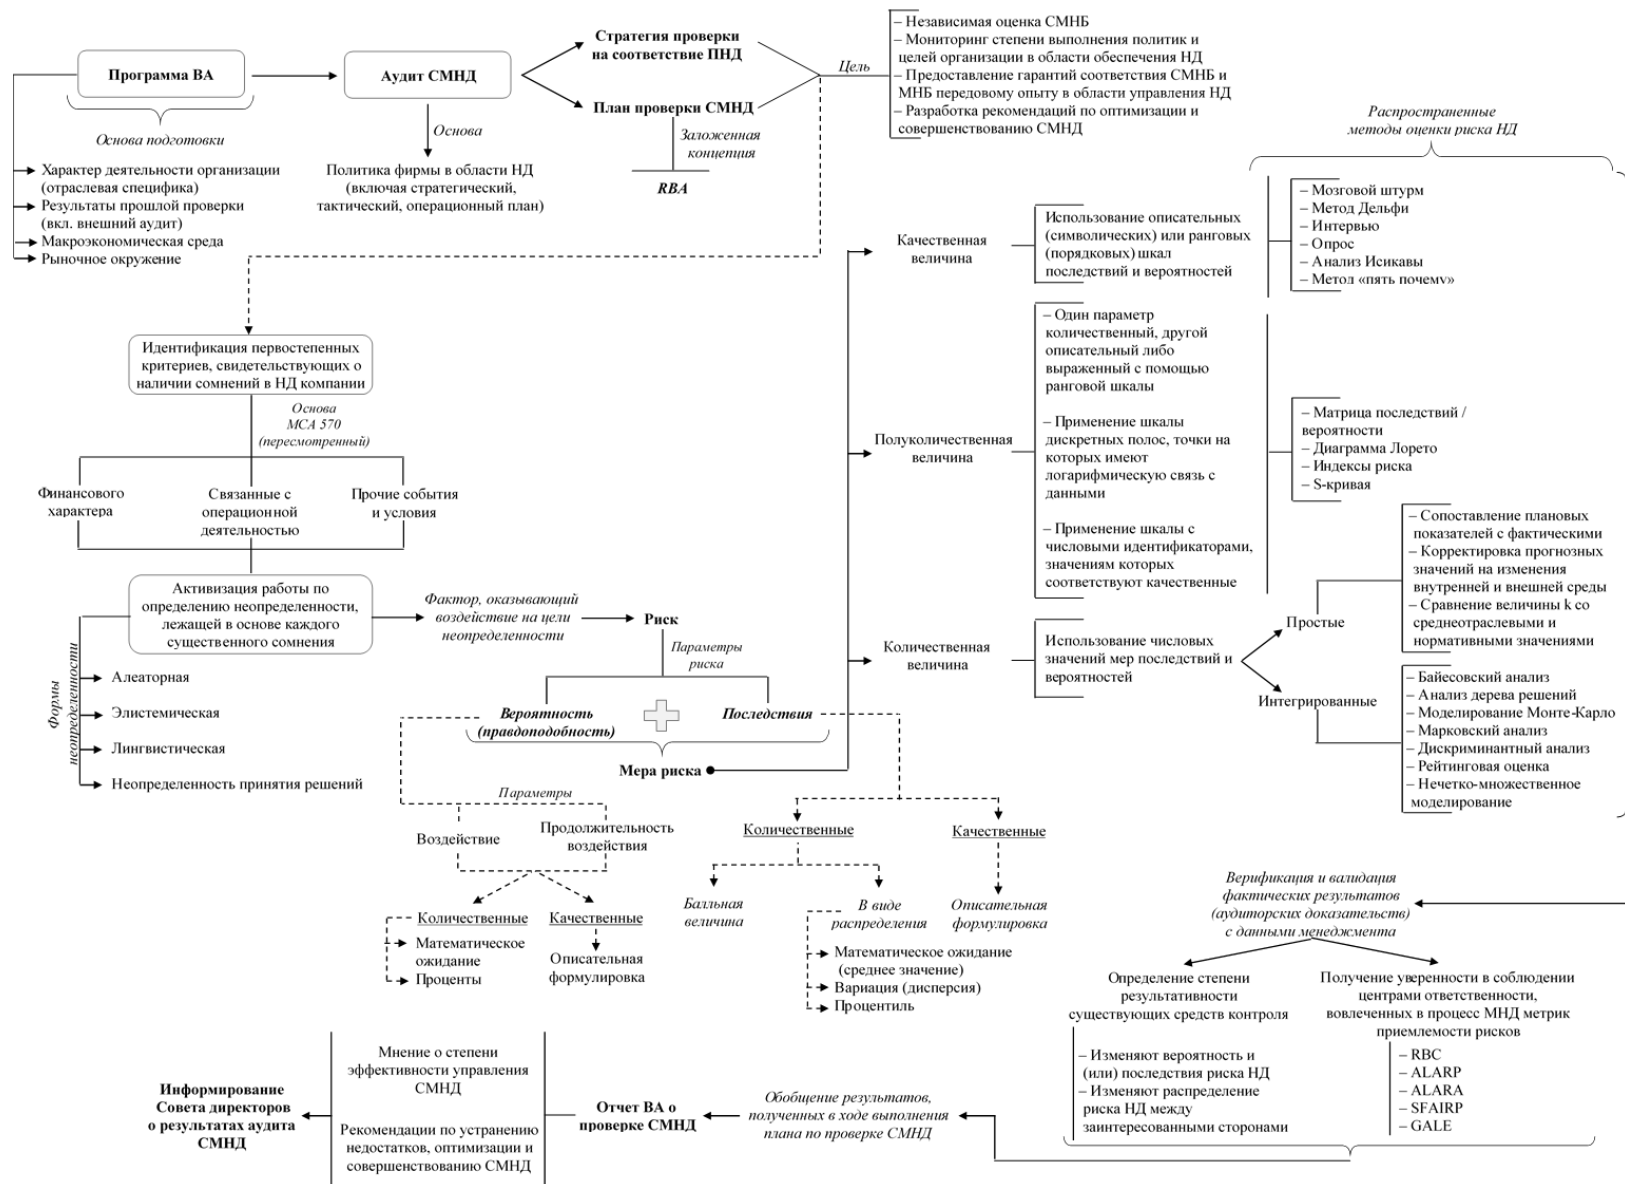 Программа ВА
Основа подготовки
Характер деятельности организации
(отраслевая специфика)
Результаты прошлой проверки
(вкл. внешний аудит)
Макроэкономическая среда
Рыночное окружение
Аудит СМНД
Основа
Политика фирмы в области НД
(включая стратегический,
тактический, операционный план)
Стратегия проверки
на соответствие ПНД
План проверки СМНД
Заложенная
концепция
RBA
Цель
– Независимая оценка СМНБ
– Мониторинг степени выполнения политик и
целей организации в области обеспечения НД
– Предоставление гарантий соответствия СМНБ и
МНБ передовому опыту в области управления НД
– Разработка рекомендаций по оптимизации и
совершенствованию СМНД
Распространенные
методы оценки риска НД
Идентификация первостепенных
критериев, свидетельствующих о
наличии сомнений в НД компании
Основа
МСА 570
(пересмотренный)
Финансового
характера
Связанные с
операционной
деятельностью
Прочие события
и условия
Активизация работы по
определению неопределенности,
лежащей в основе каждого
существенного сомнения
Формы
неопределенности
Алеаторная
Элистемическая
Лингвистическая
Неопределенность принятия решений
Фактор, оказывающий
воздействие на цели
неопределенности
Риск
Параметры
риска
Вероятность
(правдоподобность)
Последствия
Мера риска
Качественная
величина
Использование описательных
(символических) или ранговых
(порядковых) шкал
последствий и вероятностей
– Мозговой штурм
– Метод Дельфи
– Интервью
– Опрос
– Анализ Исикавы
– Метод «пять почему»
Полуколичественная
величина
– Один параметр
количественный, другой
описательный либо
выраженный с помощью
ранговой шкалы
– Применение шкалы
дискретных полос, точки на
которых имеют
логарифмическую связь с
данными
– Применение шкалы с
числовыми идентификаторами,
значениям которых
соответствуют качественные
– Матрица последствий /
вероятности
– Диаграмма Лорето
– Индексы риска
– S-кривая
Количественная
величина
Использование числовых
значений мер последствий и
вероятностей
Простые
– Сопоставление плановых
показателей с фактическими
– Корректировка прогнозных
значений на изменения
внутренней и внешней среды
– Сравнение величины k со
среднеотраслевыми и
нормативными значениями
Интегрированные
– Байесовский анализ
– Анализ дерева решений
– Моделирование Монте-Карло
– Марковский анализ
– Дискриминантный анализ
– Рейтинговая оценка
– Нечетко-множественное
моделирование
Параметры
Воздействие
Продолжительность
воздействия
Количественные
Математическое
ожидание
Проценты
Качественные
Описательная
формулировка
Количественные
Балльная
величина
В виде
распределения
Математическое ожидание
(среднее значение)
Вариация (дисперсия)
Процентиль
Качественные
Описательная
формулировка
Верификация и валидация
фактических результатов
(аудиторских доказательств)
с данными менеджмента
Определение степени
результативности
существующих средств контроля
– Изменяют вероятность и
(или) последствия риска НД
– Изменяют распределение
риска НД между
заинтересованными сторонами
Получение уверенности в соблюдении
центрами ответственности,
вовлеченных в процесс МНД метрик
приемлемости рисков
– RBC
– ALARP
– ALARA
– SFAIRP
– GALE
Обобщение результатов,
полученных в ходе выполнения
плана по проверке СМНД
Отчет ВА о
проверке СМНД
Мнение о степени
эффективности управления
СМНД
Рекомендации по устранению
недостатков, оптимизации и
совершенствованию СМНД
Информирование
Совета директоров
о результатах аудита
СМНД